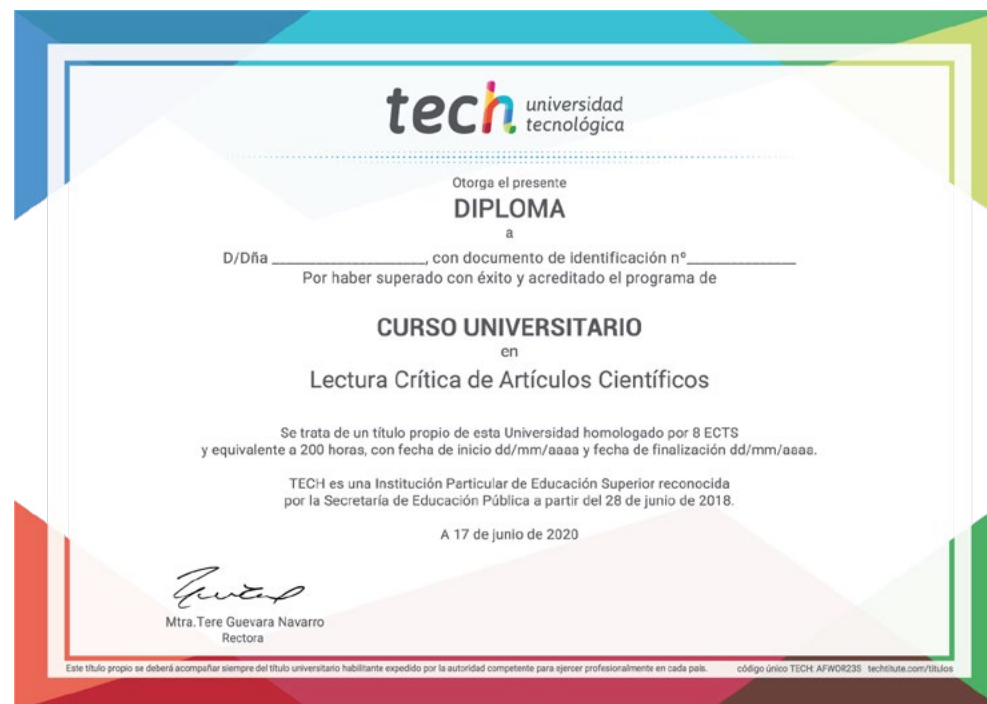 tech universidad
tecnológica
Otorga el presente
DIPLOMA
a
D/Dña ______________________, con documento de identificación nº________________
Por haber superado con éxito y acreditado el programa de
CURSO UNIVERSITARIO
en
Lectura Crítica de Artículos Científicos
Se trata de un título propio de esta Universidad homologado por 8 ECTS
y equivalente a 200 horas, con fecha de inicio dd/mm/aaaa y fecha de finalización dd/mm/aaaa.
TECH es una Institución Particular de Educación Superior reconocida
por la Secretaría de Educación Pública a partir del 28 de junio de 2018.
A 17 de junio de 2020
Mtra.Tere Guevara Navarro
Rectora
Este título propio se deberá acompañar siempre del título universitario habilitante expedido por la autoridad competente para ejercer profesionalmente en cada país. código único TECH: AFWOR23S techtitute.com/titulos